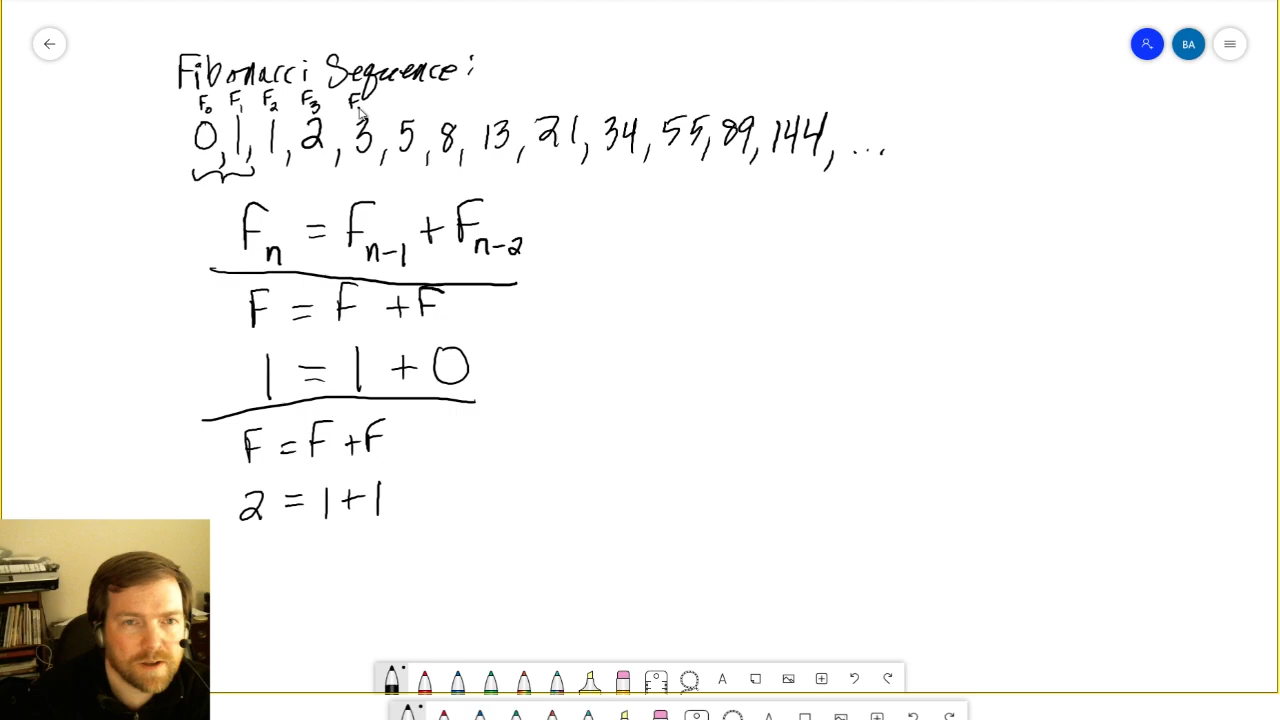 BA
Fibonacci Sequence:
F₀ F₁ F₂ F₃ F
0, 1, 1, 2, 3, 5, 8, 13, 21, 34, 55, 89, 144, ...
Fₙ = Fₙ₋₁ + Fₙ₋₂
F = F + F
1 = 1 + 0
F = F + F
2 = 1 + 1
A
A